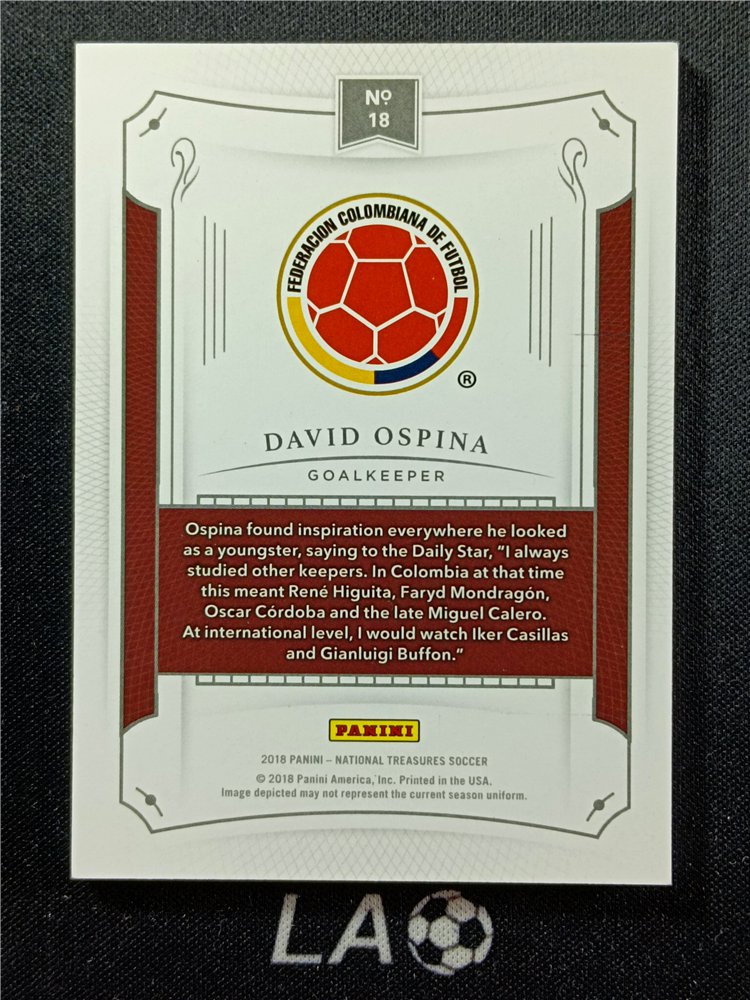 Nº
18
FEDERACION COLOMBIANA DE FUTBOL
®
DAVID OSPINA
GOALKEEPER
Ospina found inspiration everywhere he looked
as a youngster, saying to the Daily Star, “I always
studied other keepers. In Colombia at that time
this meant René Higuita, Faryd Mondragón,
Oscar Córdoba and the late Miguel Calero.
At international level, I would watch Iker Casillas
and Gianluigi Buffon.”
PANINI
2018 PANINI – NATIONAL TREASURES SOCCER
© 2018 Panini America, Inc. Printed in the USA.
Image depicted may not represent the current season uniform.
LA